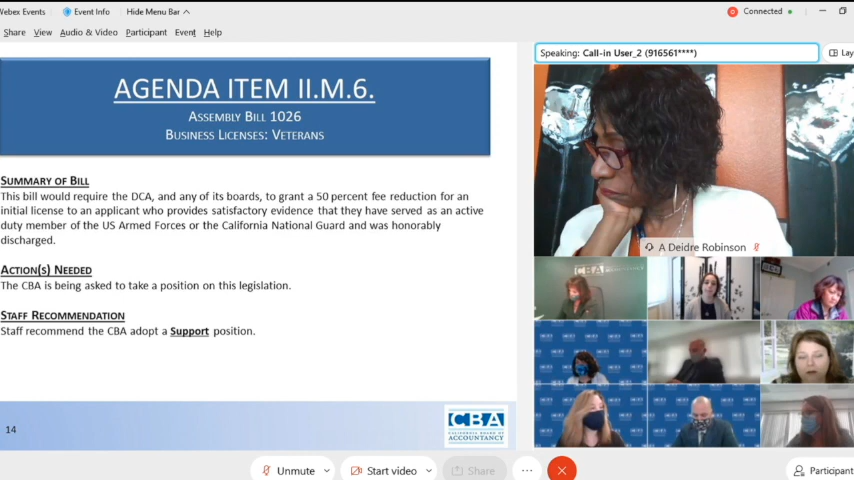 Webex Events
Event Info
Hide Menu Bar
Connected
Share View Audio & Video Participant Event Help
Speaking: Call-in User_2 (916561****)
Lay
AGENDA ITEM II.M.6.
ASSEMBLY BILL 1026
BUSINESS LICENSES: VETERANS
SUMMARY OF BILL
This bill would require the DCA, and any of its boards, to grant a 50 percent fee reduction for an
initial license to an applicant who provides satisfactory evidence that they have served as an active
duty member of the US Armed Forces or the California National Guard and was honorably
discharged.
ACTION(S) NEEDED
The CBA is being asked to take a position on this legislation.
STAFF RECOMMENDATION
Staff recommend the CBA adopt a Support position.
A Deidre Robinson
CBA
14
CBA
CALIFORNIA BOARD OF
ACCOUNTANCY
Unmute
Start video
Share
Participant